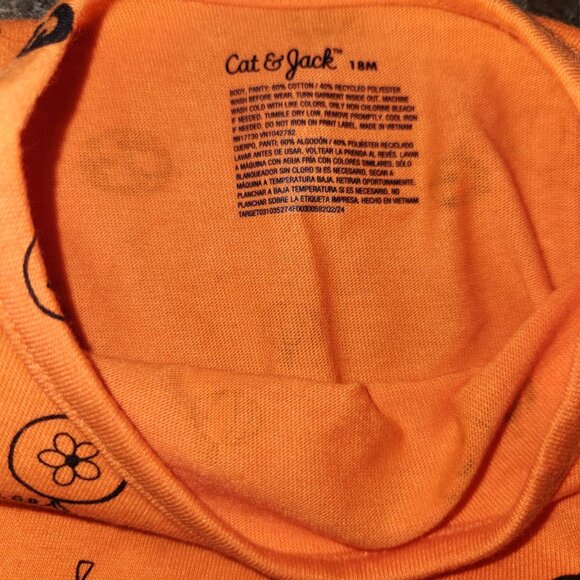 Cat & Jack™ 18M
BODY, PANTY: 60% COTTON / 40% RECYCLED POLYESTER
WASH BEFORE WEAR. TURN GARMENT INSIDE OUT. MACHINE
WASH COLD WITH LIKE COLORS. ONLY NON CHLORINE BLEACH
IF NEEDED. TUMBLE DRY LOW. REMOVE PROMPTLY. COOL IRON
IF NEEDED. DO NOT IRON ON PRINT LABEL. MADE IN VIETNAM
RN17730 VN1042782
CUERPO, PANTI: 60% ALGODÓN / 40% POLIÉSTER RECICLADO
LAVAR ANTES DE USAR. VOLTEAR LA PRENDA AL REVÉS. LAVAR
A MÁQUINA CON AGUA FRÍA CON COLORES SIMILARES. SÓLO
BLANQUEADOR SIN CLORO SI ES NECESARIO. SECAR A
MÁQUINA A TEMPERATURA BAJA. RETIRAR OPORTUNAMENTE.
PLANCHAR A BAJA TEMPERATURA SI ES NECESARIO. NO
PLANCHAR SOBRE LA ETIQUETA IMPRESA. HECHO EN VIETNAM